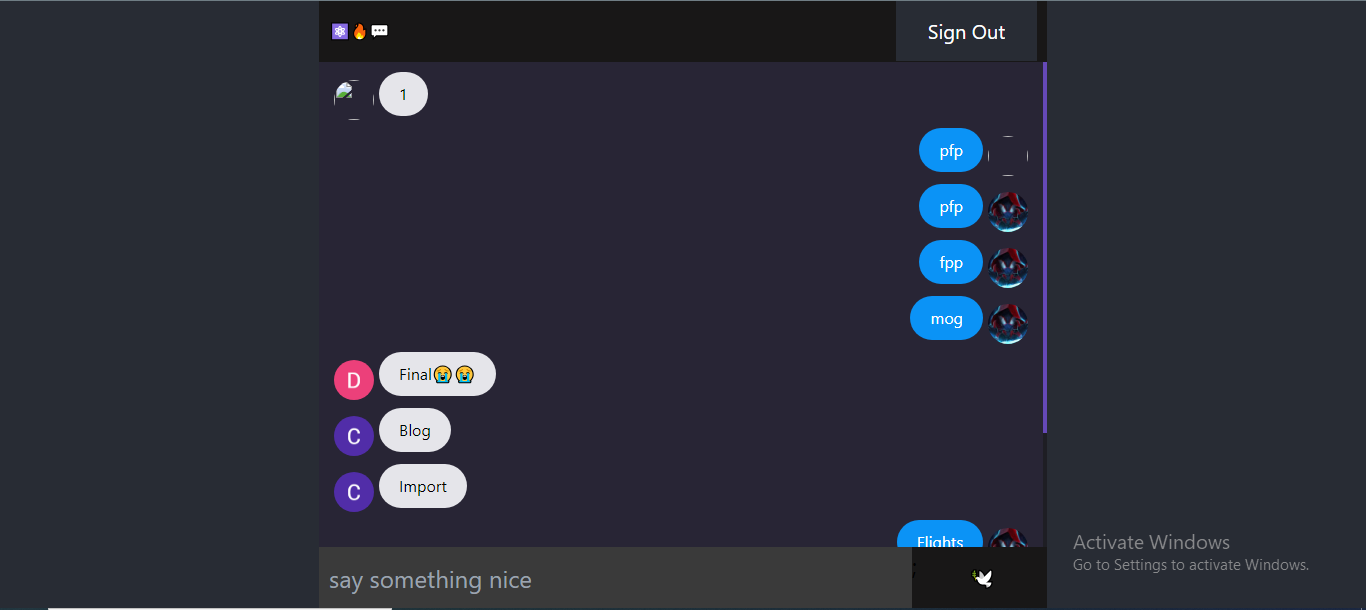 ⚛️🔥💬
Sign Out
1
pfp
pfp
fpp
mog
D
Final😭😭
C
Blog
C
Import
Flights
say something nice
🕊️
Activate Windows
Go to Settings to activate Windows.